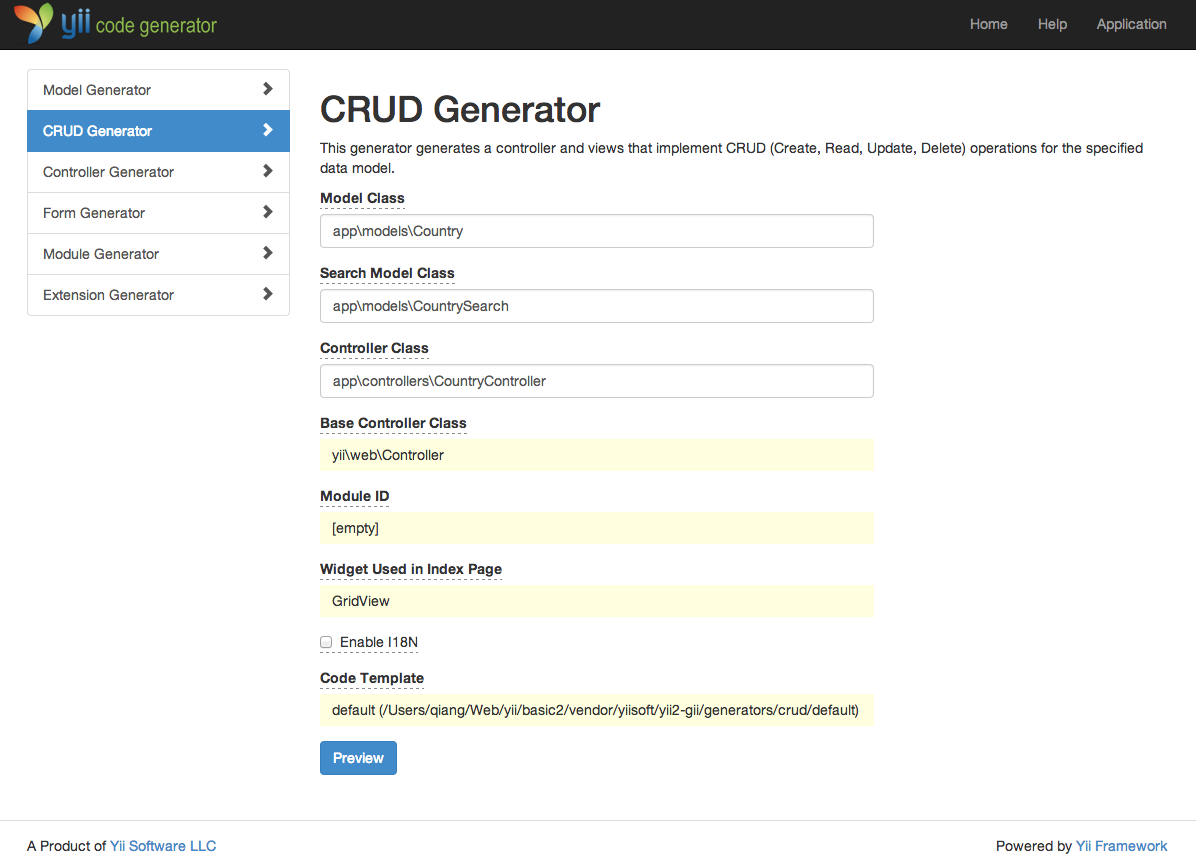 yii code generator
Home Help Application
Model Generator
CRUD Generator
Controller Generator
Form Generator
Module Generator
Extension Generator
CRUD Generator
This generator generates a controller and views that implement CRUD (Create, Read, Update, Delete) operations for the specified
data model.
Model Class
app\models\Country
Search Model Class
app\models\CountrySearch
Controller Class
app\controllers\CountryController
Base Controller Class
yii\web\Controller
Module ID
[empty]
Widget Used in Index Page
GridView
Enable I18N
Code Template
default (/Users/qiang/Web/yii/basic2/vendor/yiisoft/yii2-gii/generators/crud/default)
Preview
A Product of Yii Software LLC
Powered by Yii Framework